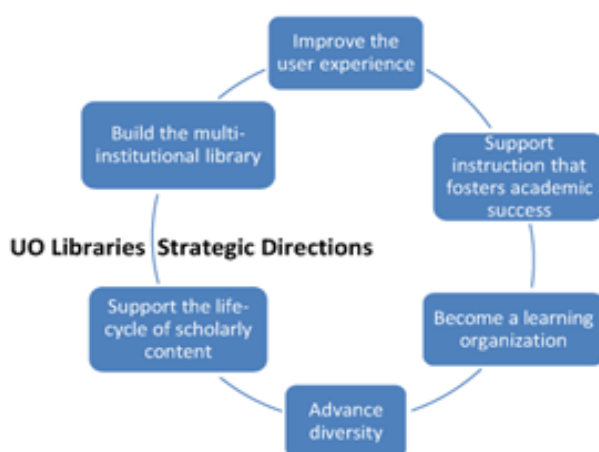 Improve the
user experience
Build the multi-
institutional library
Support
instruction that
fosters academic
success
UO Libraries Strategic Directions
Support the life-
cycle of scholarly
content
Become a learning
organization
Advance
diversity